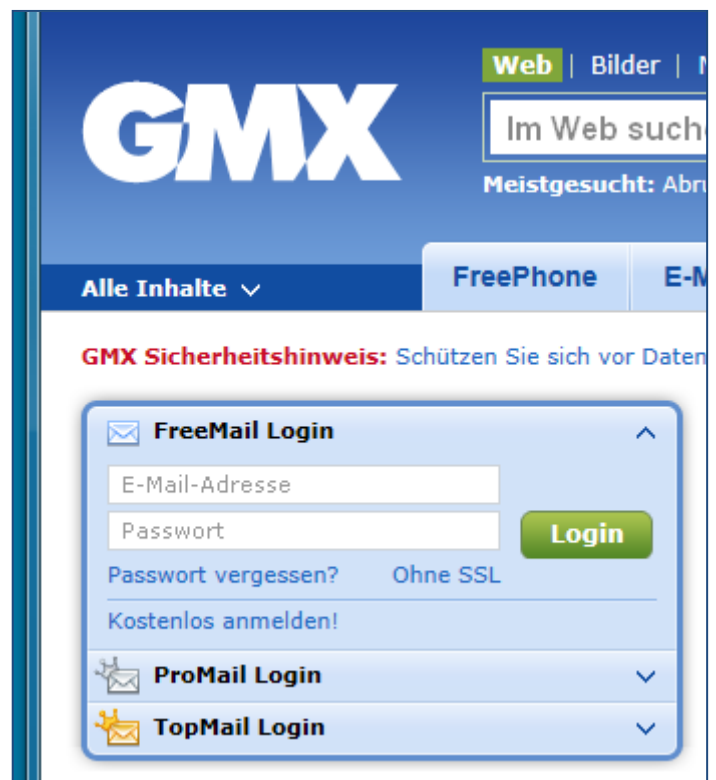 GMX
Web | Bilder |
Im Web such
Meistgesucht: Abru
Alle Inhalte
FreePhone
E-M
GMX Sicherheitshinweis: Schützen Sie sich vor Daten
FreeMail Login
E-Mail-Adresse
Passwort
Login
Passwort vergessen? Ohne SSL
Kostenlos anmelden!
ProMail Login
TopMail Login